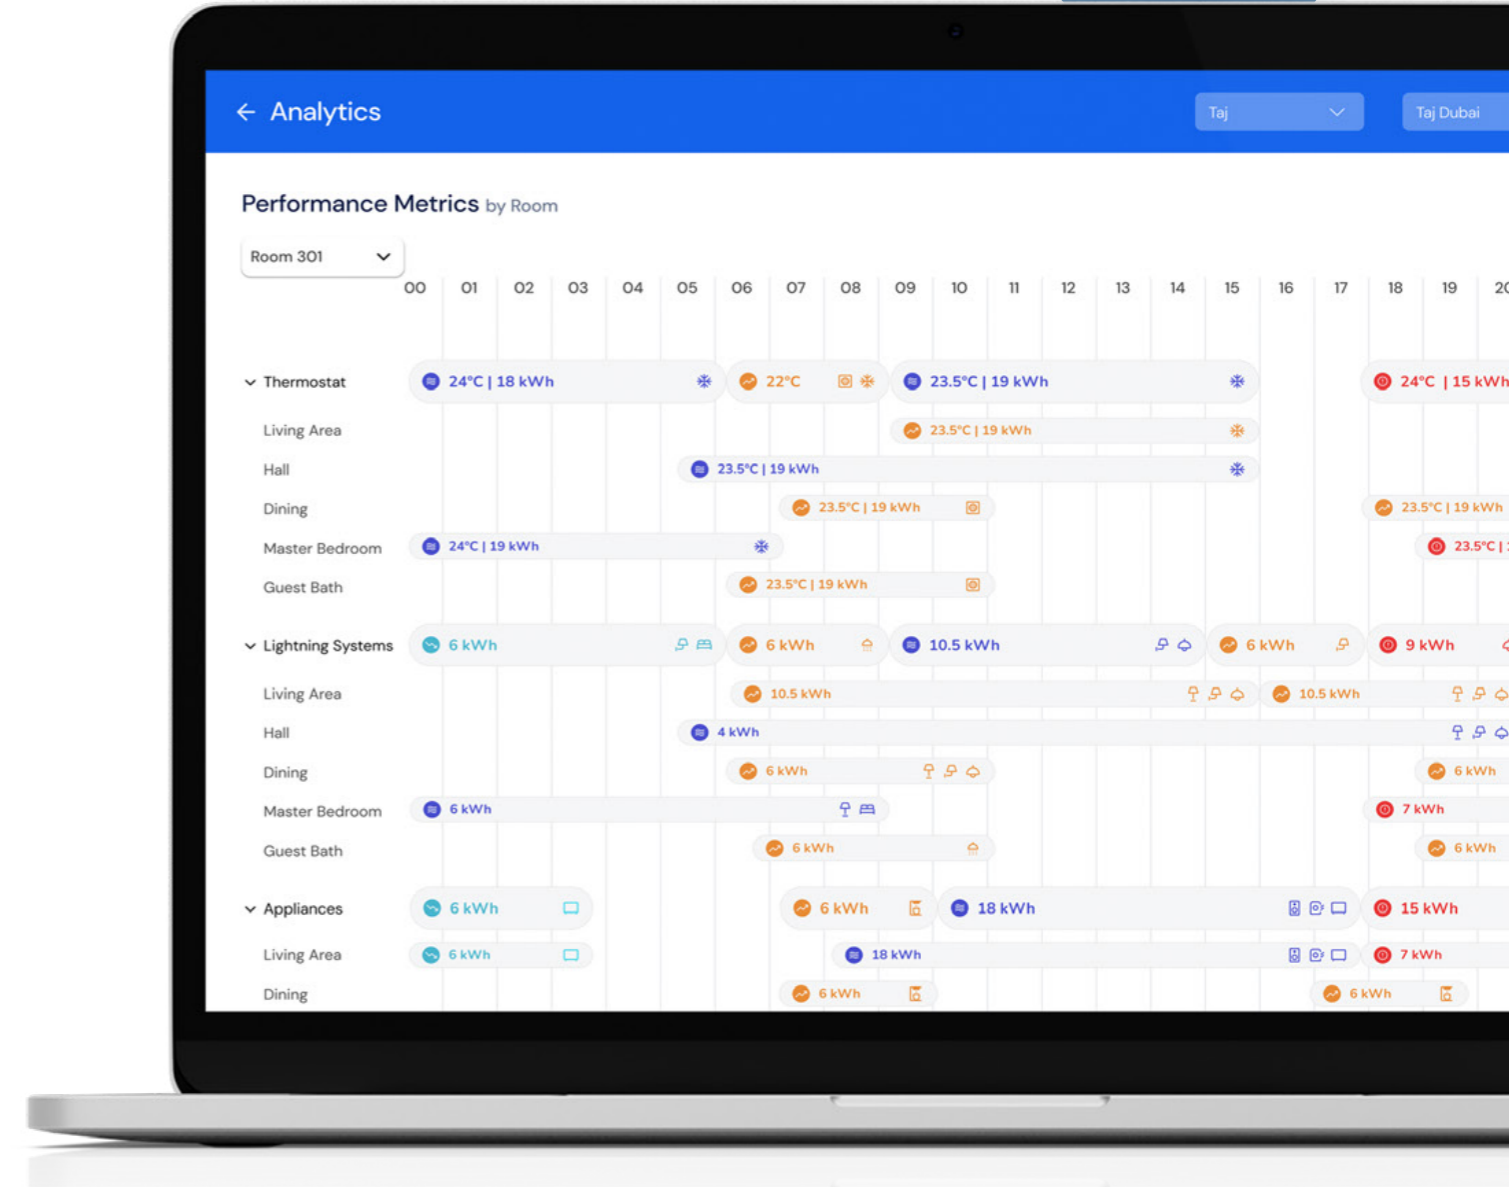 ← Analytics Taj Taj Dubai
Performance Metrics by Room
Room 301
00 01 02 03 04 05 06 07 08 09 10 11 12 13 14 15 16 17 18 19
Thermostat 24°C | 18 kWh 22°C 23.5°C | 19 kWh 24°C | 15 kWh
Living Area 23.5°C | 19 kWh
Hall 23.5°C | 19 kWh
Dining 23.5°C | 19 kWh 23.5°C | 19 kWh
Master Bedroom 24°C | 19 kWh 23.5°C |
Guest Bath 23.5°C | 19 kWh
Lightning Systems 6 kWh 6 kWh 10.5 kWh 6 kWh 9 kWh
Living Area 10.5 kWh 10.5 kWh
Hall 4 kWh
Dining 6 kWh 6 kWh
Master Bedroom 6 kWh 7 kWh
Guest Bath 6 kWh 6 kWh
Appliances 6 kWh 6 kWh 18 kWh 15 kWh
Living Area 6 kWh 18 kWh 7 kWh
Dining 6 kWh 6 kWh